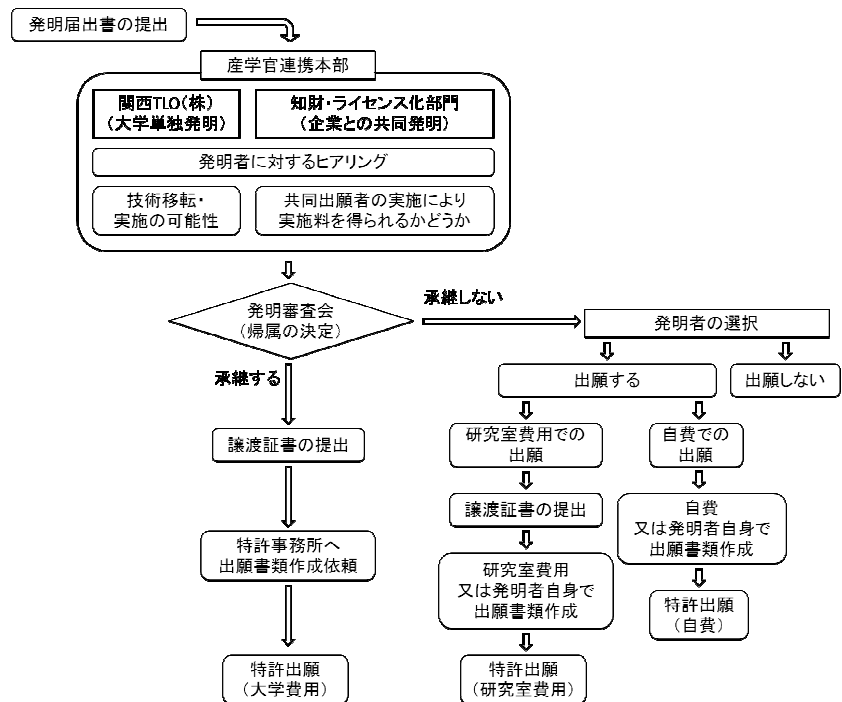 発明届出書の提出
産学官連携本部
関西TLO(株)
(大学単独発明)
知財・ライセンス化部門
(企業との共同発明)
発明者に対するヒアリング
技術移転・
実施の可能性
共同出願者の実施により
実施料を得られるかどうか
発明審査会
(帰属の決定)
承継しない
発明者の選択
承継する
出願する
出願しない
譲渡証書の提出
研究室費用での
出願
自費での
出願
譲渡証書の提出
自費
又は発明者自身で
出願書類作成
特許事務所へ
出願書類作成依頼
研究室費用
又は発明者自身で
出願書類作成
特許出願
(自費)
特許出願
(大学費用)
特許出願
(研究室費用)